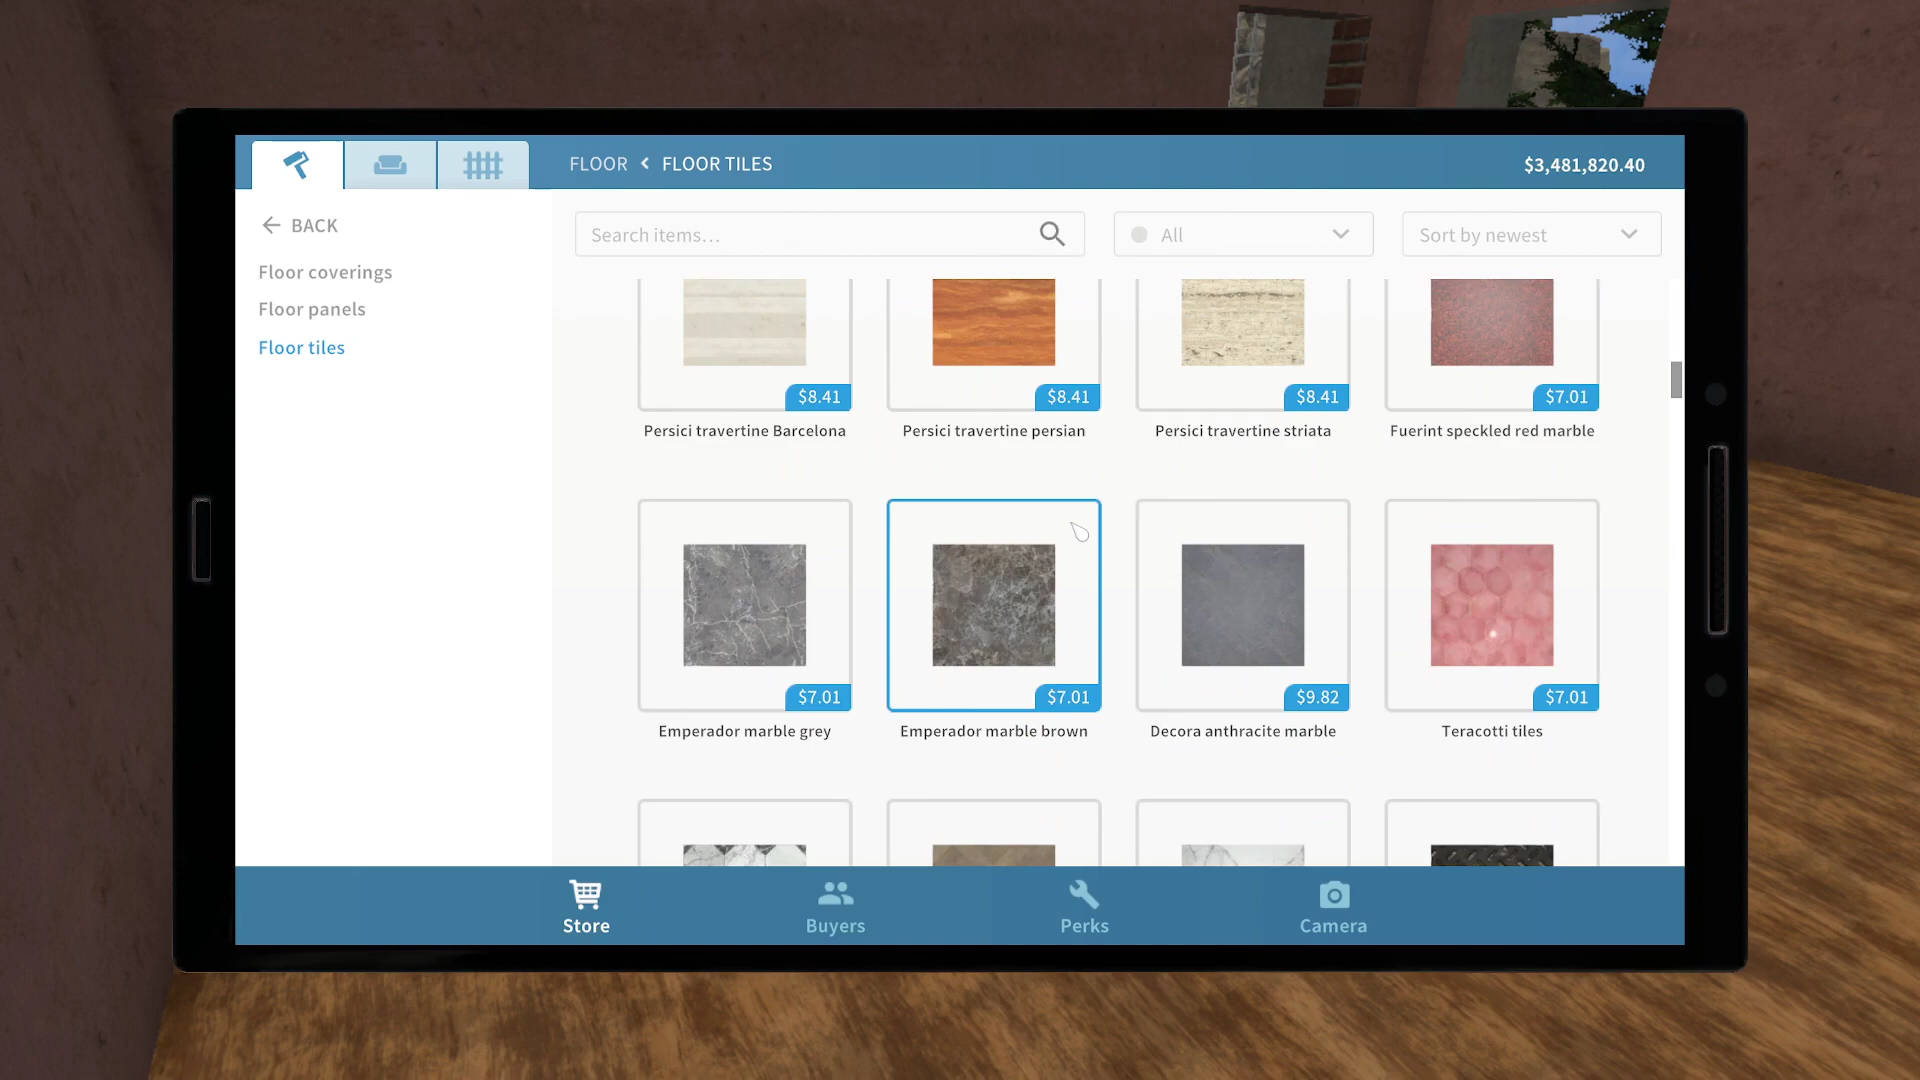 FLOOR < FLOOR TILES
$3,481,820.40
BACK
Floor coverings
Floor panels
Floor tiles
Search items...
All
Sort by newest
$8.41
$8.41
$8.41
$7.01
Persici travertine Barcelona
Persici travertine persian
Persici travertine striata
Fuerint speckled red marble
$7.01
$7.01
$9.82
$7.01
Emperador marble grey
Emperador marble brown
Decora anthracite marble
Teracotti tiles
Store
Buyers
Perks
Camera